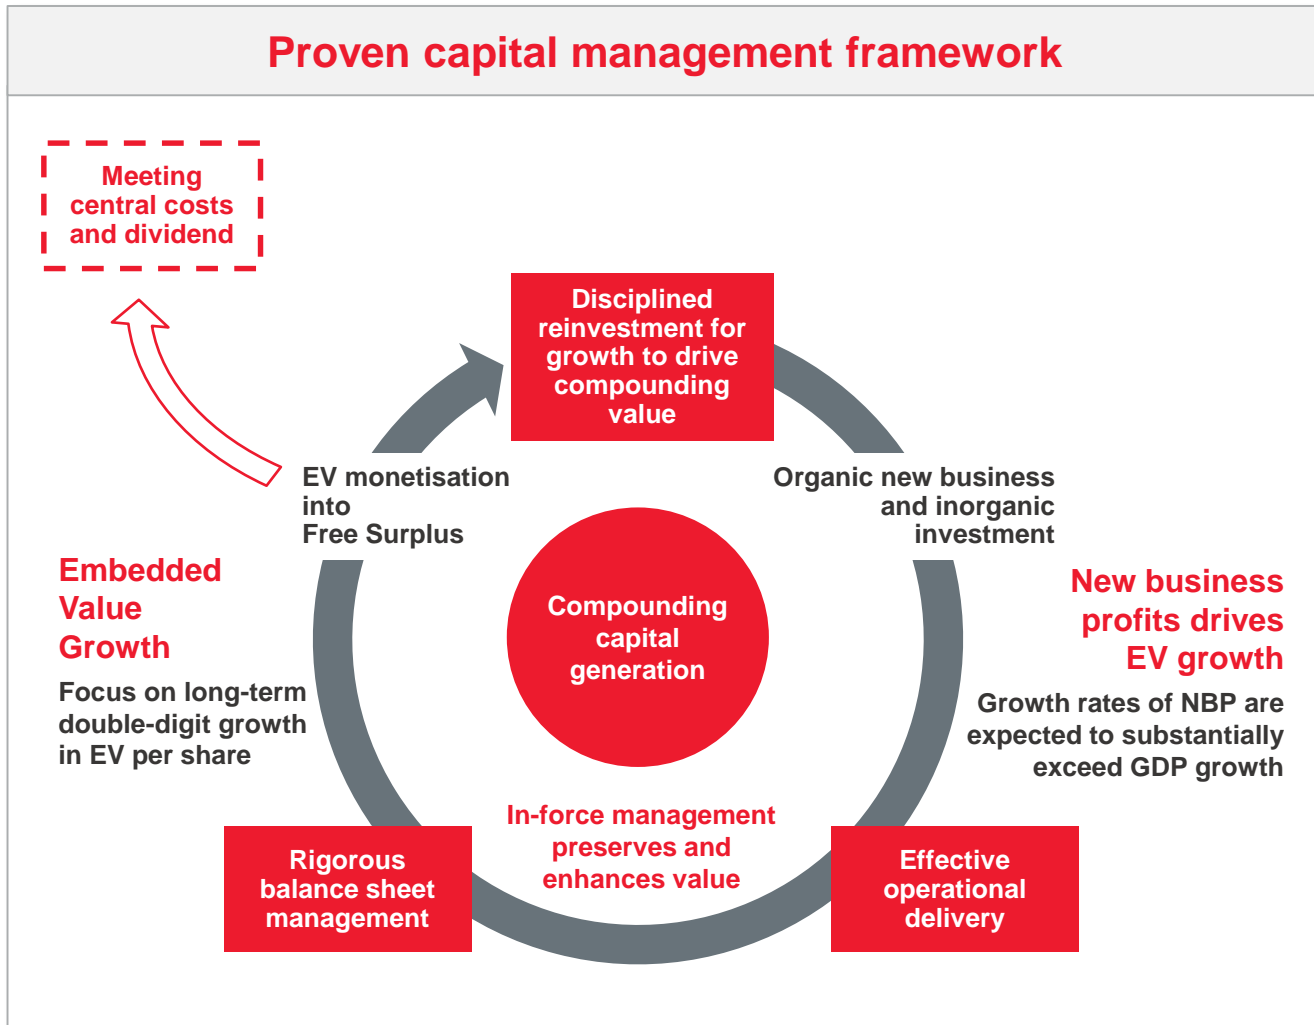 Proven capital management framework
Meeting
central costs
and dividend
Disciplined
reinvestment for
growth to drive
compounding
value
EV monetisation
into
Free Surplus
Organic new business
and inorganic
investment
Embedded
Value
Growth
Focus on long-term
double-digit growth
in EV per share
Compounding
capital
generation
New business
profits drives
EV growth
Growth rates of NBP are
expected to substantially
exceed GDP growth
In-force management
preserves and
enhances value
Rigorous
balance sheet
management
Effective
operational
delivery